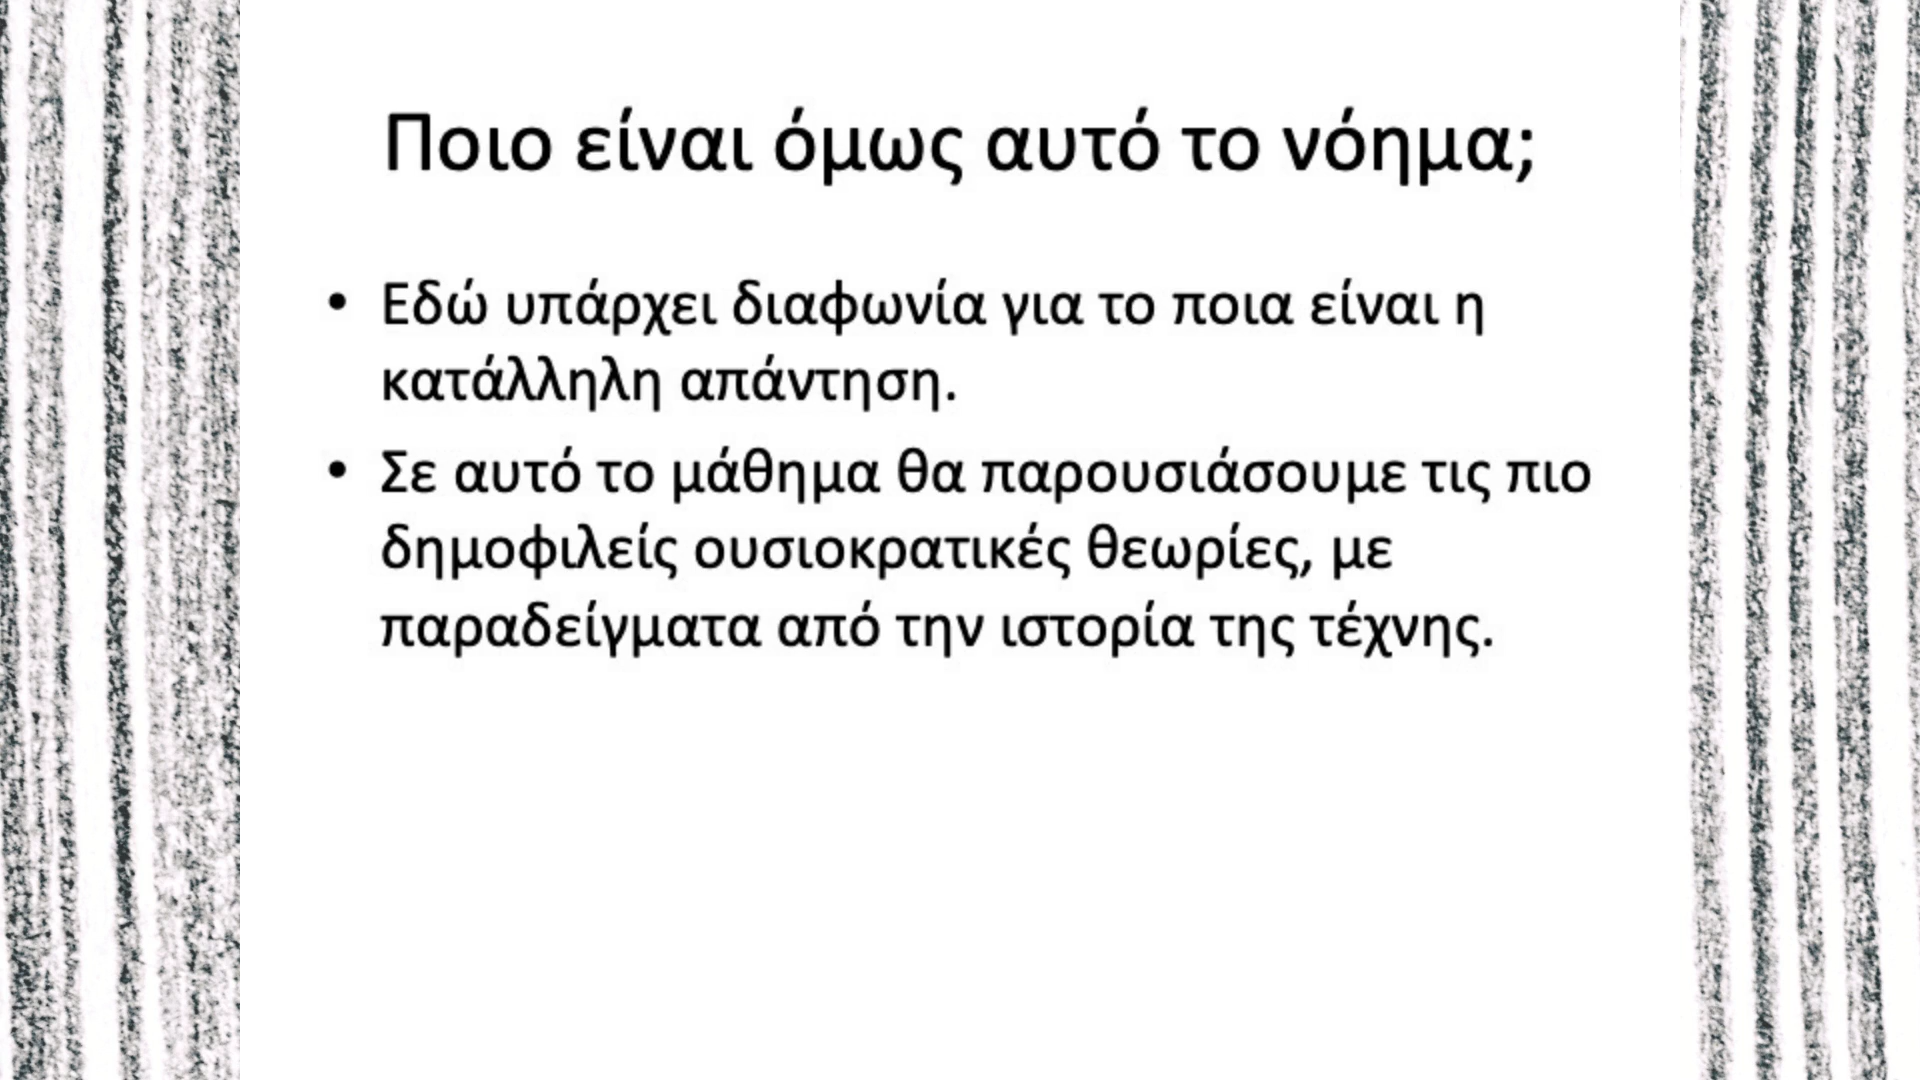 Ποιο είναι όμως αυτό το νόημα;
• Εδώ υπάρχει διαφωνία για το ποια είναι η
κατάλληλη απάντηση.
• Σε αυτό το μάθημα θα παρουσιάσουμε τις πιο
δημοφιλείς ουσιοκρατικές θεωρίες, με
παραδείγματα από την ιστορία της τέχνης.